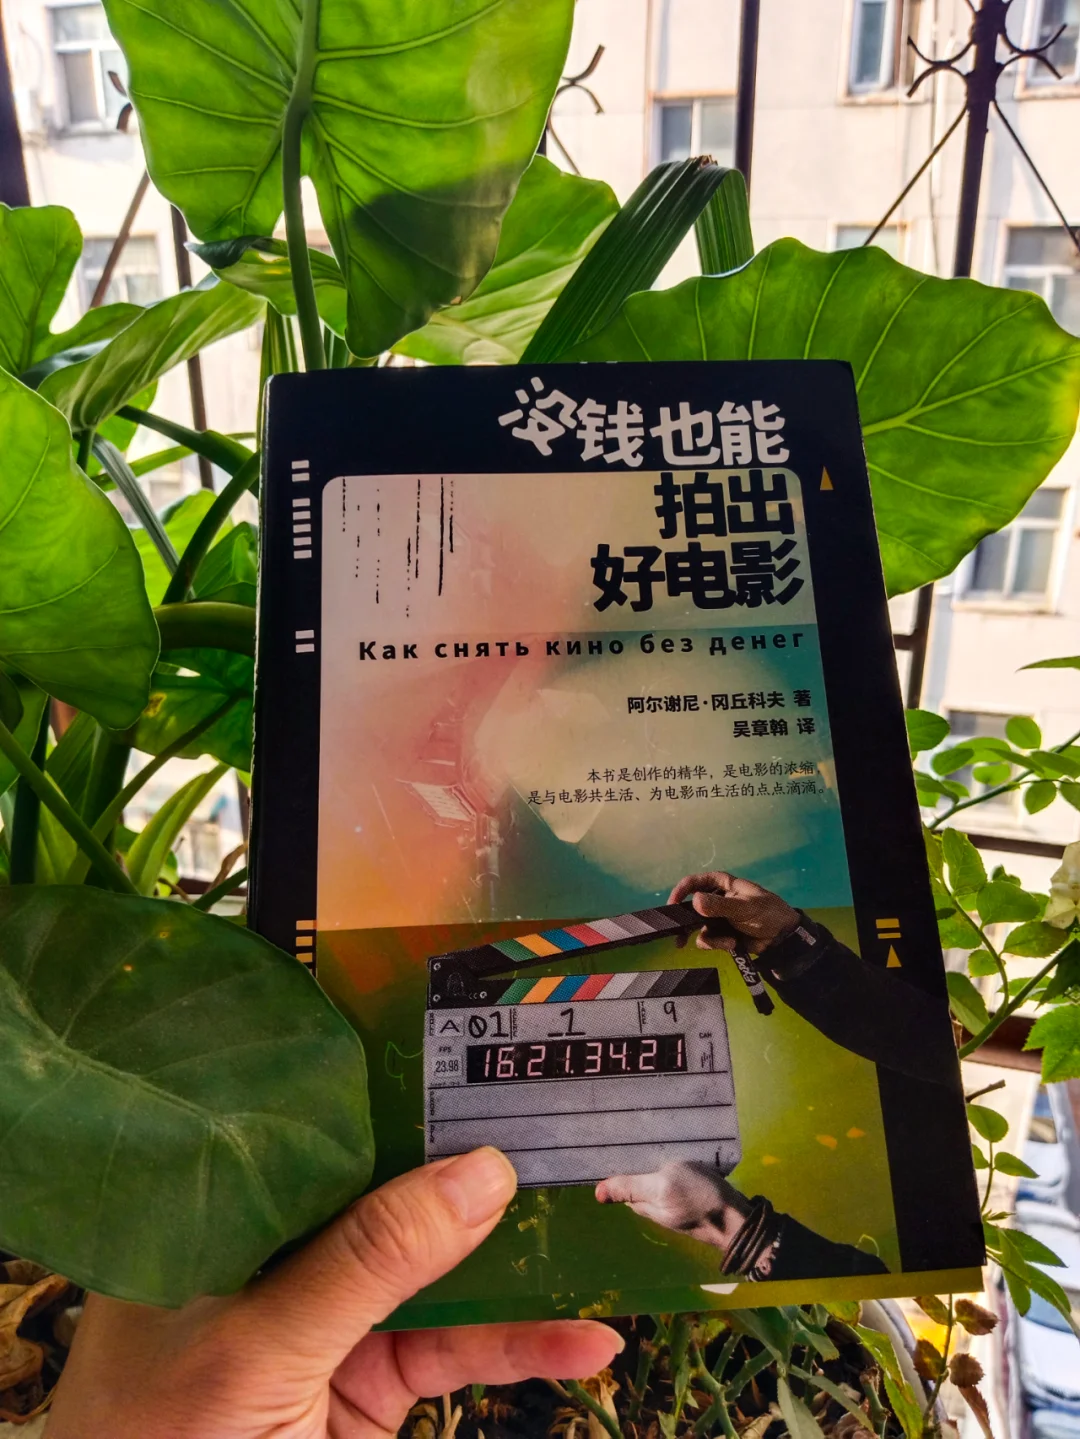 没钱也能
拍出
好电影
Как снять кино без денег
阿尔谢尼·冈丘科夫 著
吴章翰 译
本书是创作的精华，是电影的浓缩，
是与电影共生活、为电影而生活的点点滴滴。
A 01 1 9
FPS
CAM
23.98
16.21.34.21